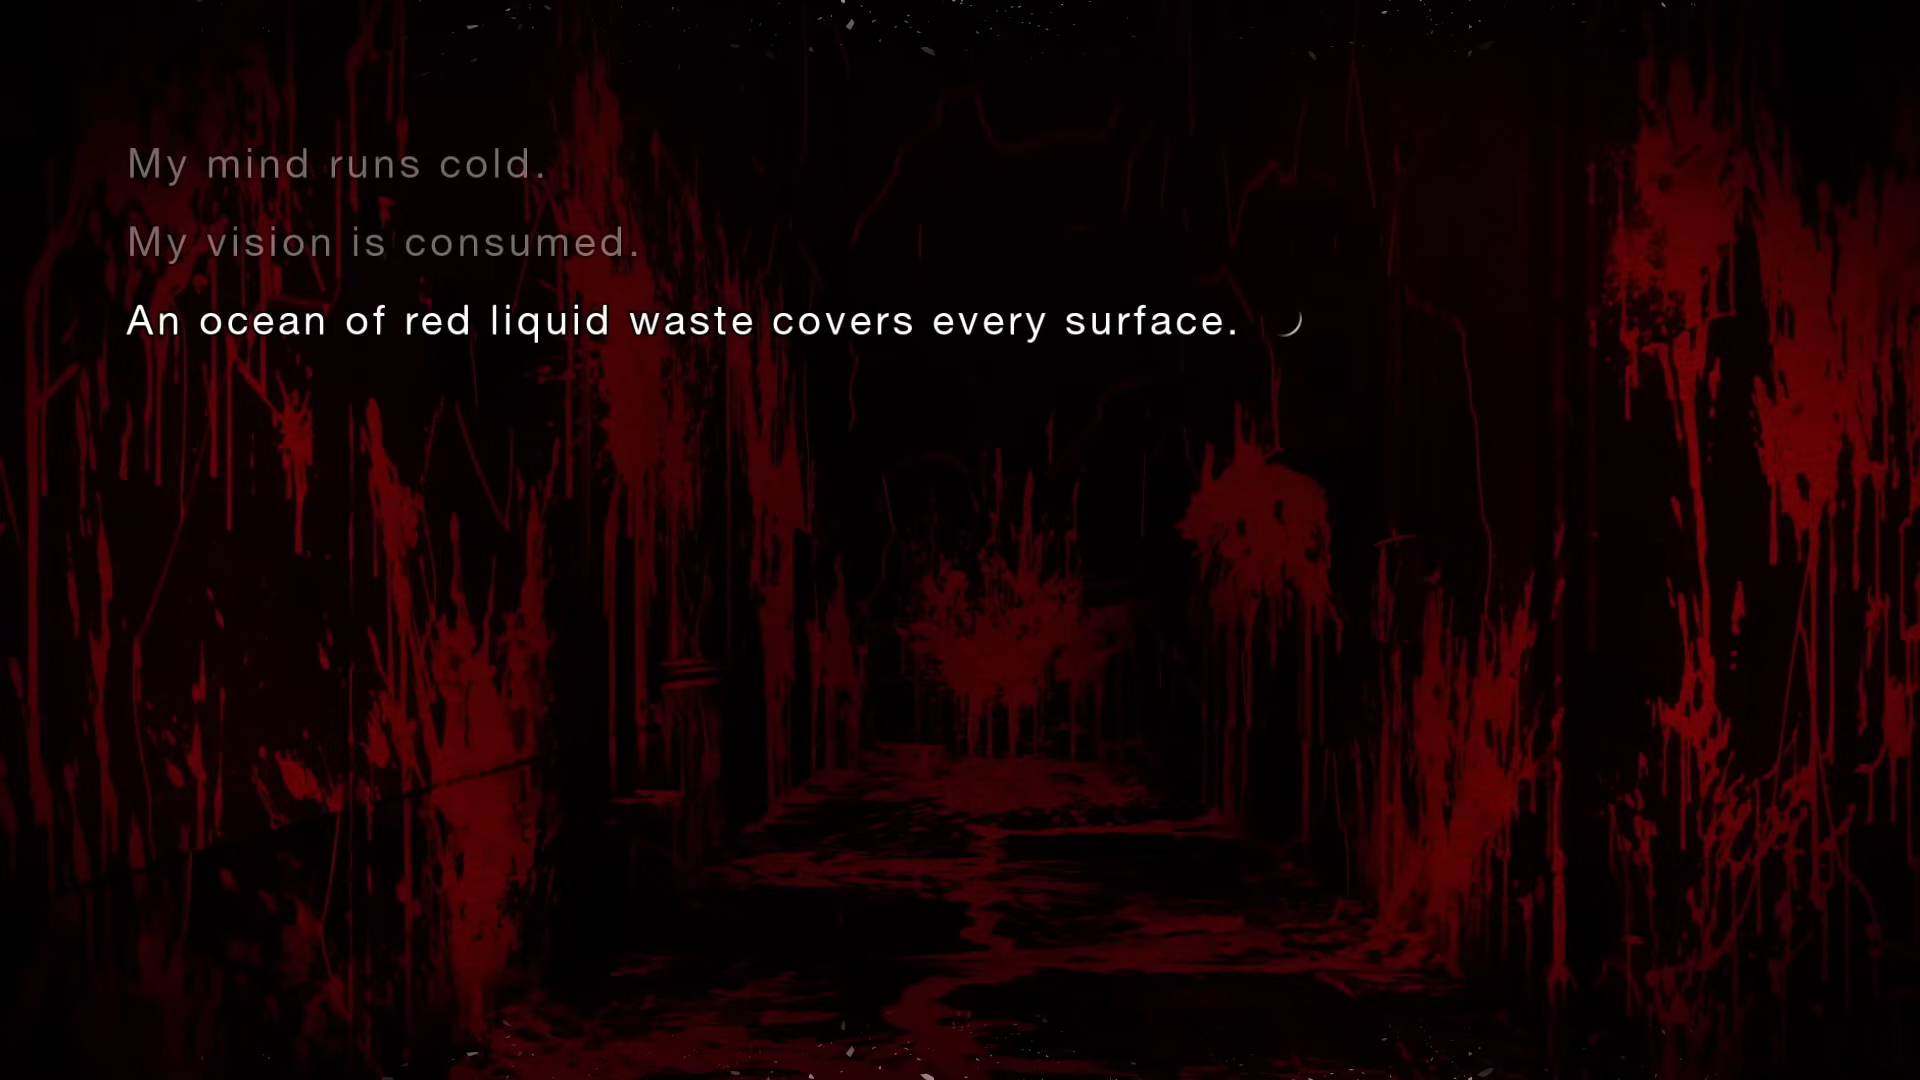 My mind runs cold.
My vision is consumed.
An ocean of red liquid waste covers every surface.